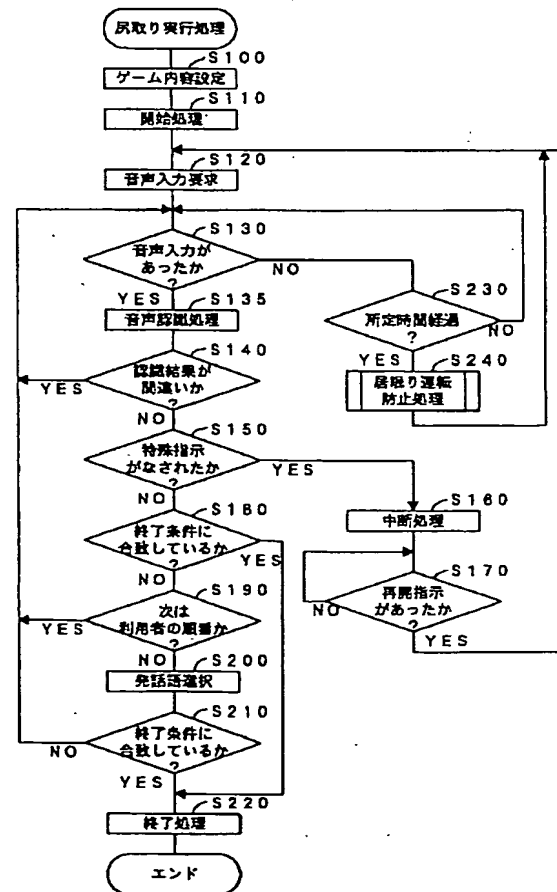 尻取り実行処理
S100
ゲーム内容設定
S110
開始処理
S120
音声入力要求
S130
音声入力が
あったか
?
NO
YES
S135
音声認識処理
S140
認識結果が
間違いか
?
YES
NO
S150
特殊指示
がなされたか
?
YES
NO
S180
終了条件に
合致しているか
?
YES
NO
S190
次は
利用者の順番か
?
YES
NO
S200
発話語選択
S210
終了条件に
合致しているか
?
NO
YES
S220
終了処理
エンド
S230
所定時間経過
?
NO
YES
S240
居眠り運転
防止処理
S160
中断処理
S170
再開指示
があったか
?
NO
YES